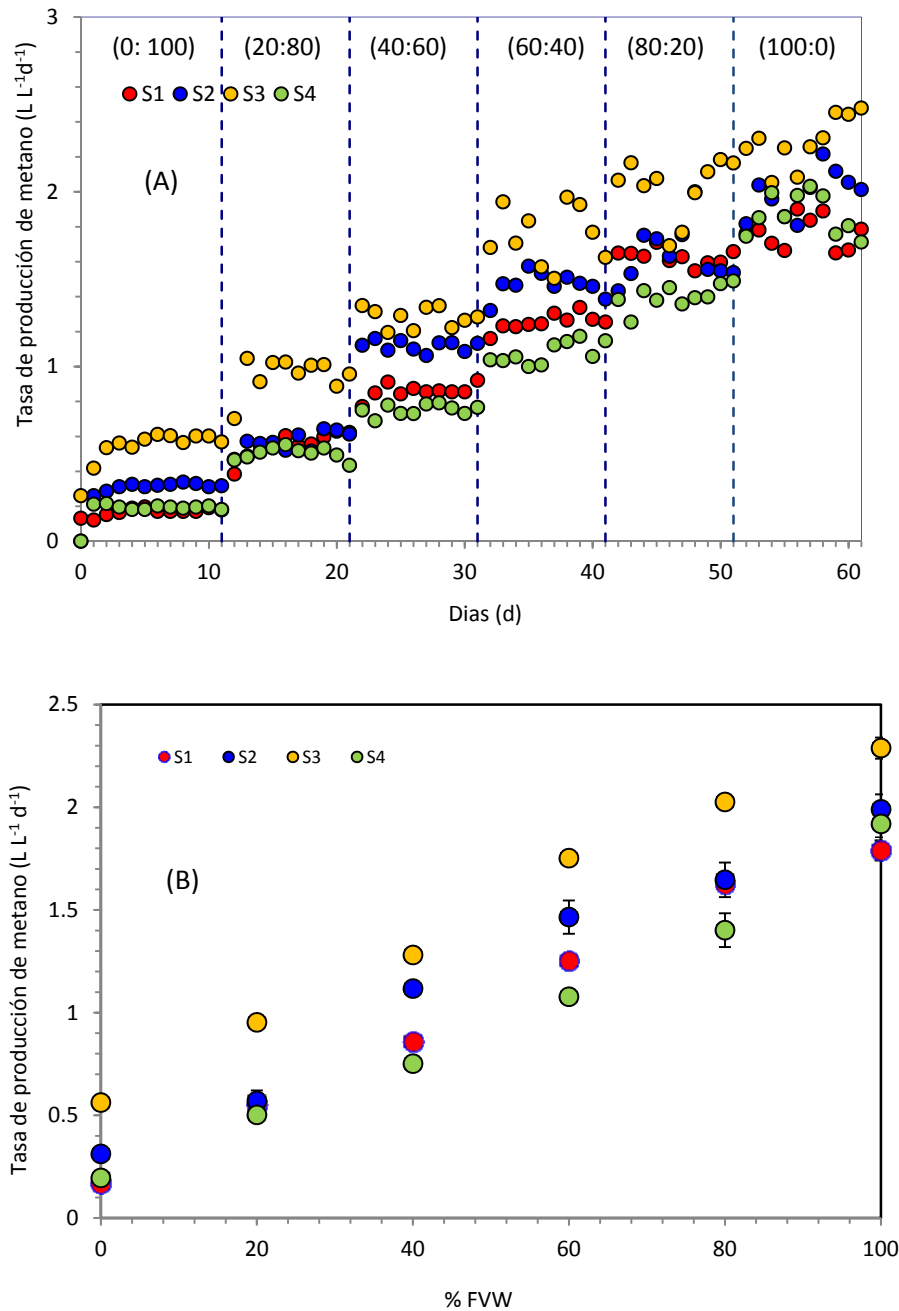 3
(0: 100) (20:80) (40:60) (60:40) (80:20) (100:0)
S1 S2 S3 S4
(A)
2
1
0
Tasa de producción de metano (L L⁻¹d⁻¹)
0 10 20 30 40 50 60
Dias (d)
2.5
S1 S2 S3 S4
2
(B)
1.5
1
0.5
0
Tasa de producción de metano (L L⁻¹ d⁻¹)
0 20 40 60 80 100
% FVW